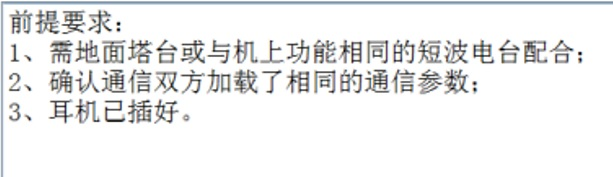 前提要求：
1、需地面塔台或与机上功能相同的短波电台配合；
2、确认通信双方加载了相同的通信参数；
3、耳机已插好。